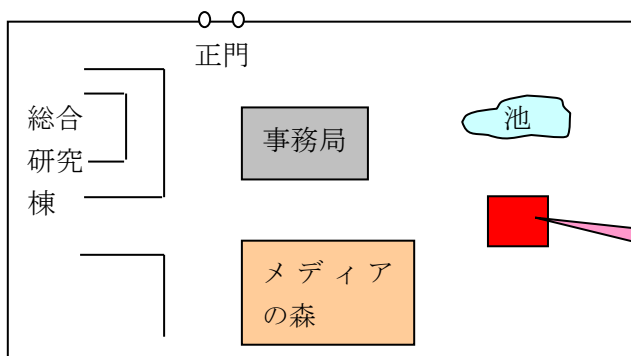 正門
総合
研究
棟
事務局
池
メディア
の森